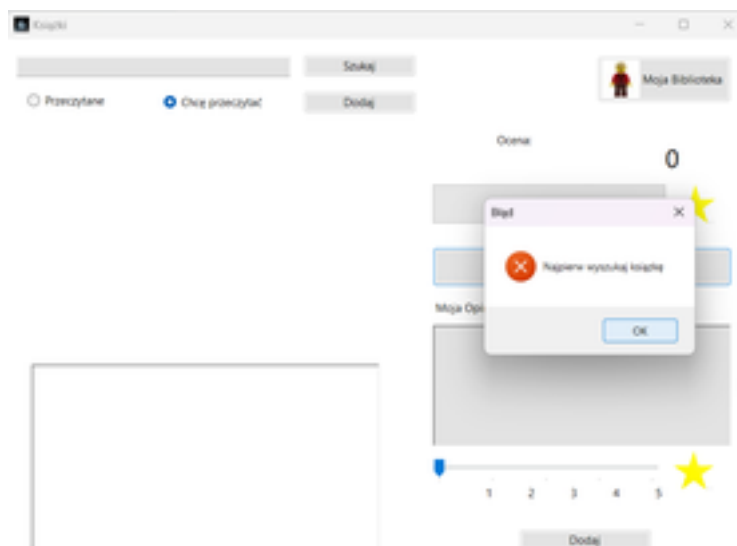 Książki
Szukaj
Moja Biblioteka
Przeczytane
Chcę przeczytać
Dodaj
Ocena:
0
Błąd
Najpierw wyszukaj książkę
Moja Opi
OK
1 2 3 4 5
Dodaj